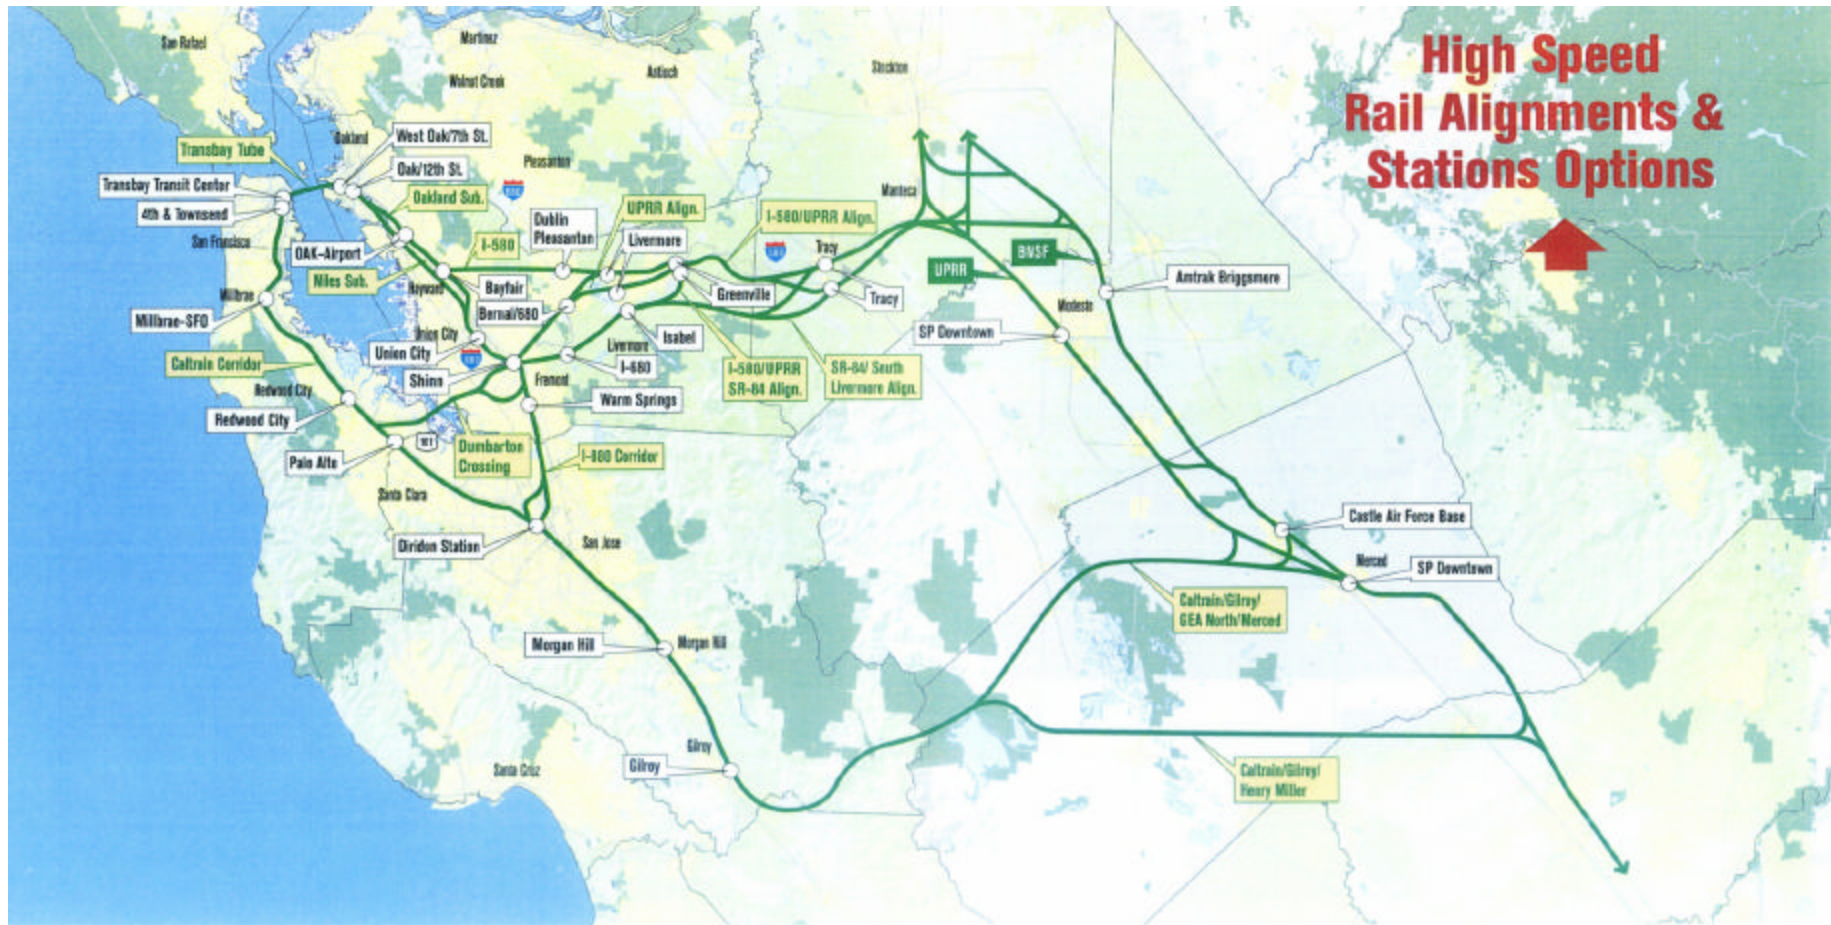 High Speed
Rail Alignments &
Stations Options
San Rafael
Martinez
Walnut Creek
Antioch
Stockton
Oakland
West Oak/7th St.
Transbay Tube
Oak/12th St.
Pleasanton
Transbay Transit Center
Oakland Sub.
Manteca
4th & Townsend
UPRR Align.
I-580/UPRR Align.
Dublin
Pleasanton
San Francisco
I-580
Livermore
Tracy
OAK-Airport
BNSF
UPRR
Niles Sub.
Hayward
Bayfair
Greenville
Tracy
Amtrak Briggsmore
Millbrae
Bernal/680
Modesto
Millbrae-SFO
Union City
SP Downtown
Union City
Livermore
Isabel
Caltrain Corridor
Shinn
I-680
I-580/UPRR
SR-84 Align.
SR-84/ South
Livermore Align.
Fremont
Redwood City
Warm Springs
Redwood City
101
Dumbarton
Crossing
I-880 Corridor
Palo Alto
Santa Clara
Castle Air Force Base
Diridon Station
San Jose
Merced
SP Downtown
Caltrain/Gilroy/
GEA North/Merced
Morgan Hill
Morgan Hill
Gilroy
Gilroy
Santa Cruz
Caltrain/Gilroy/
Henry Miller